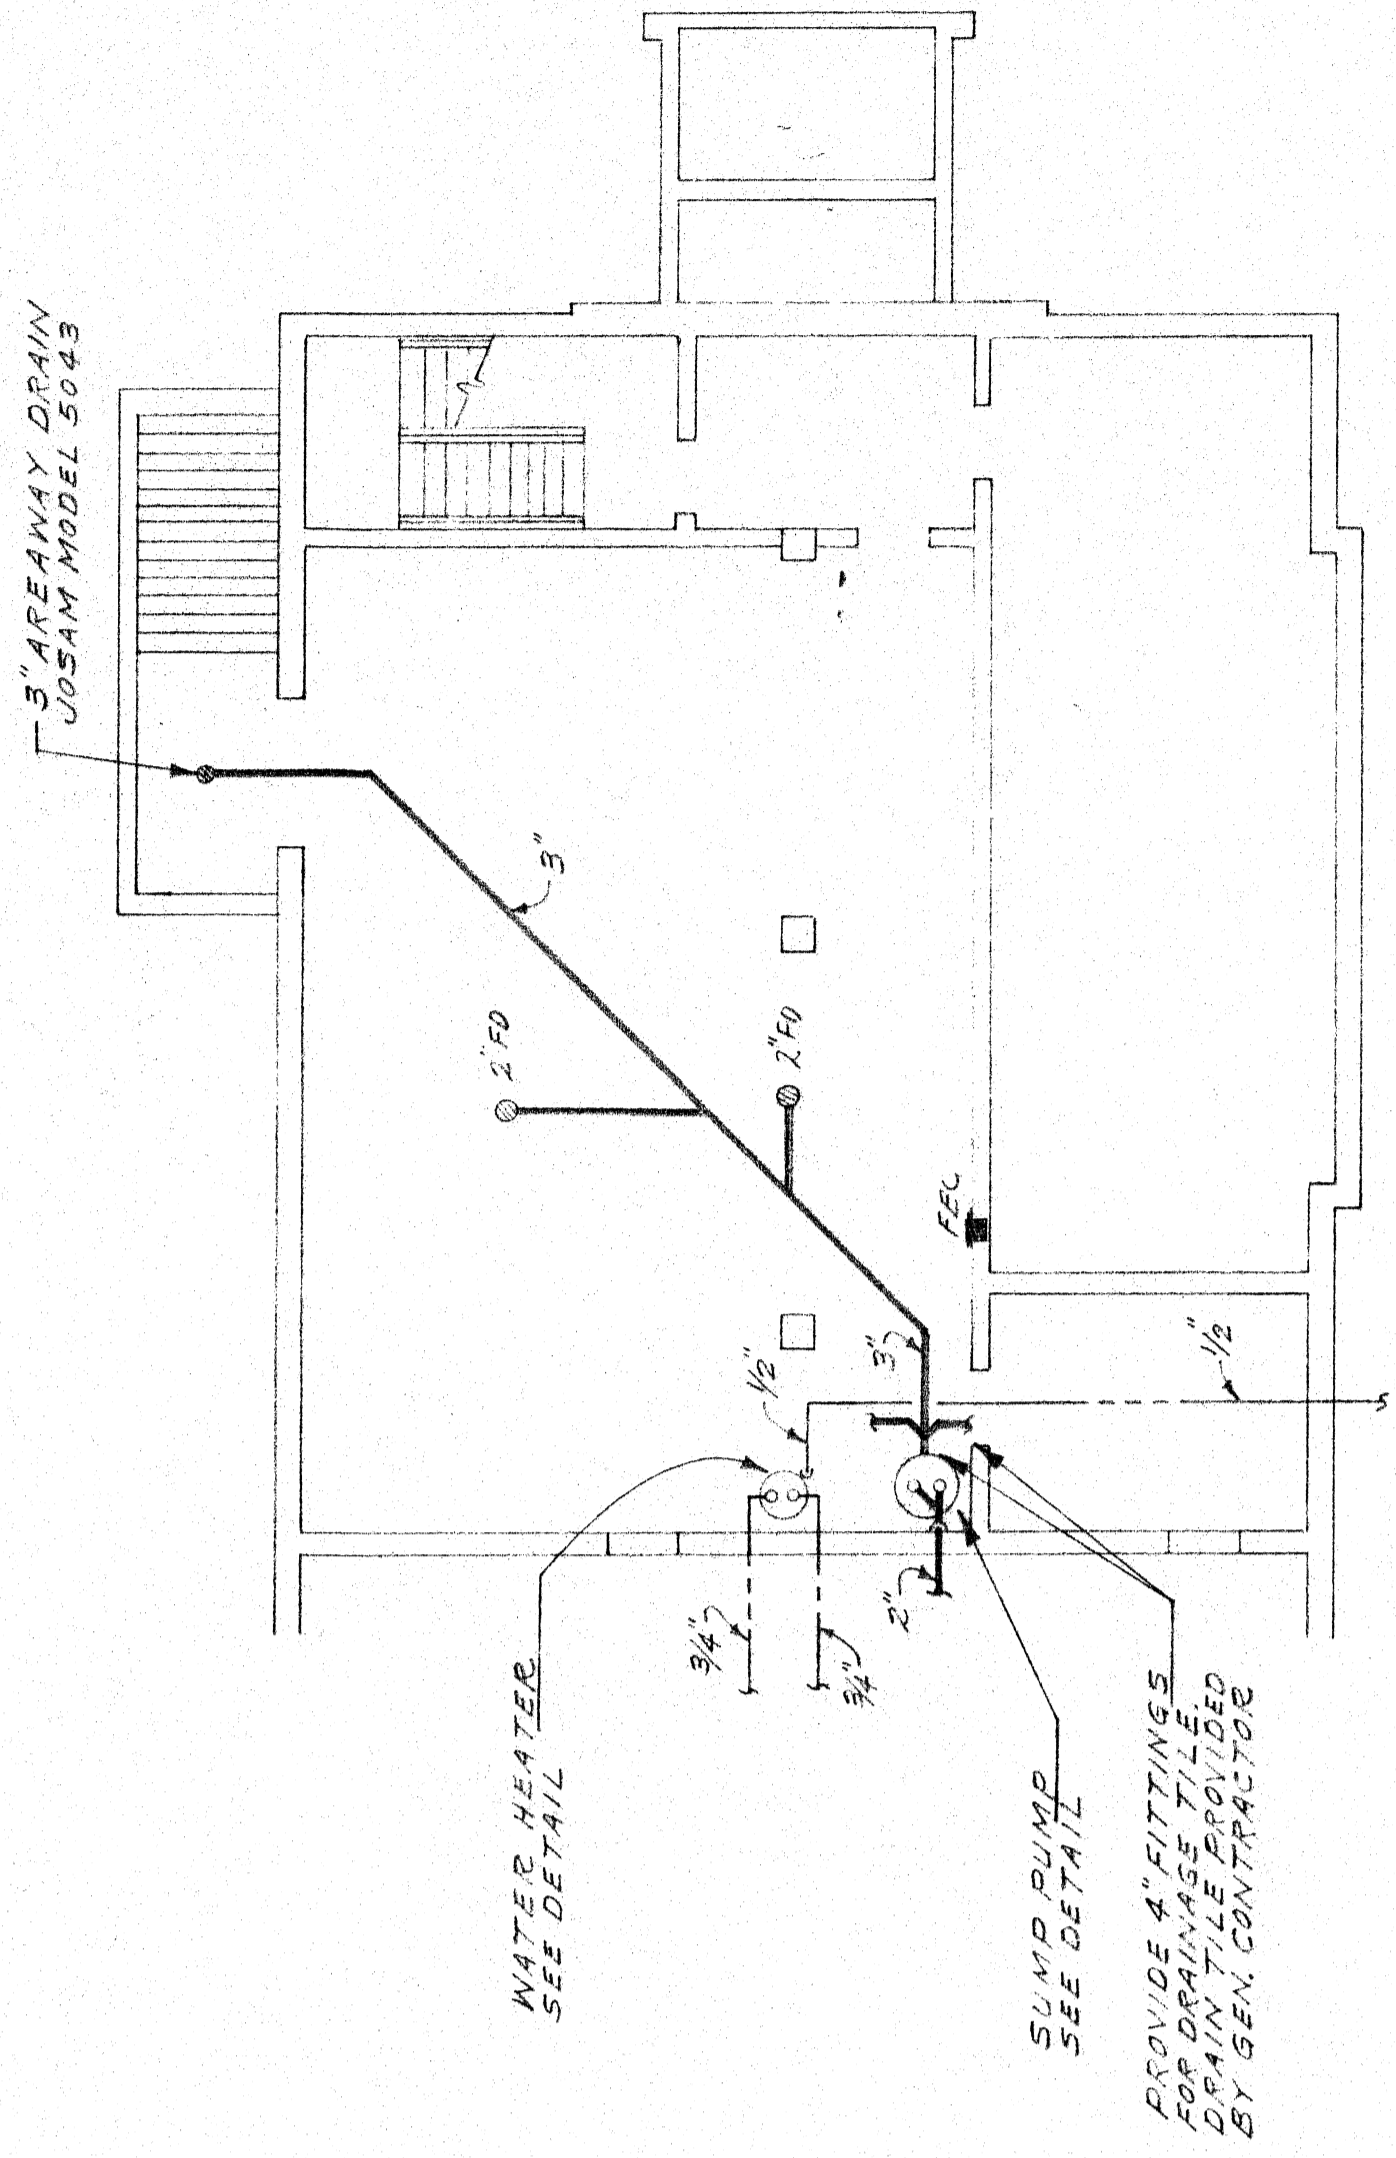 3" AREAWAY DRAIN
JOSAM MODEL 5043
3"
2" FD
2" FD
FEC
1/2"
3"
1/2"
3/4"
3/4"
2"
WATER HEATER
SEE DETAIL
SUMP PUMP
SEE DETAIL
PROVIDE 4" FITTINGS
FOR DRAINAGE TILE.
DRAIN TILE PROVIDED
BY GEN. CONTRACTOR